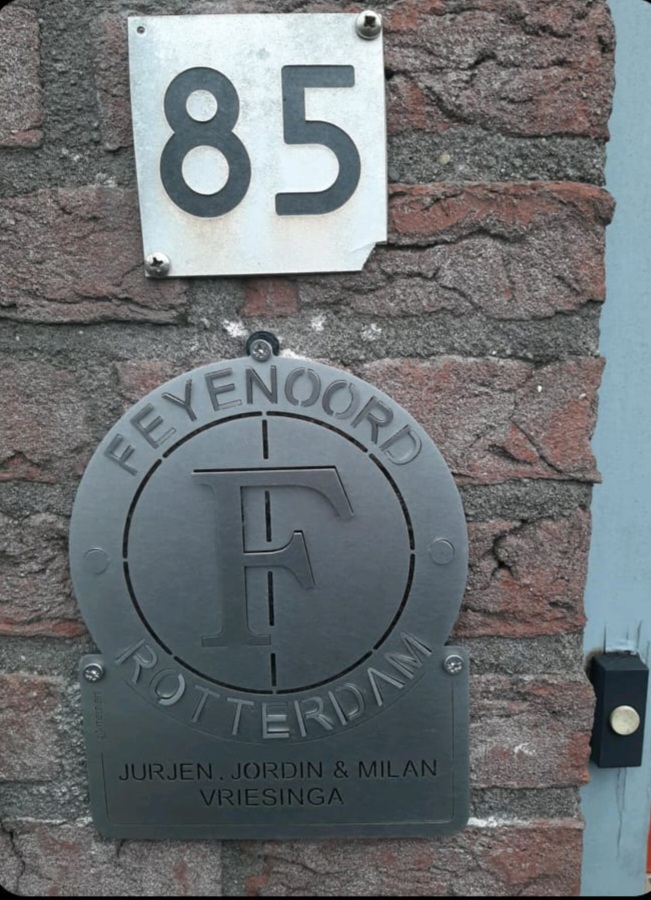 85
FEYENOORD
F
ROTTERDAM
JURJEN, JORDIN & MILAN
VRIESINGA